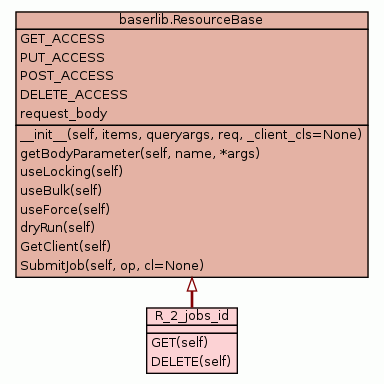 baserlib.ResourceBase
GET_ACCESS
PUT_ACCESS
POST_ACCESS
DELETE_ACCESS
request_body
__init__(self, items, queryargs, req, _client_cls=None)
getBodyParameter(self, name, *args)
useLocking(self)
useBulk(self)
useForce(self)
dryRun(self)
GetClient(self)
SubmitJob(self, op, cl=None)
R_2_jobs_id
GET(self)
DELETE(self)